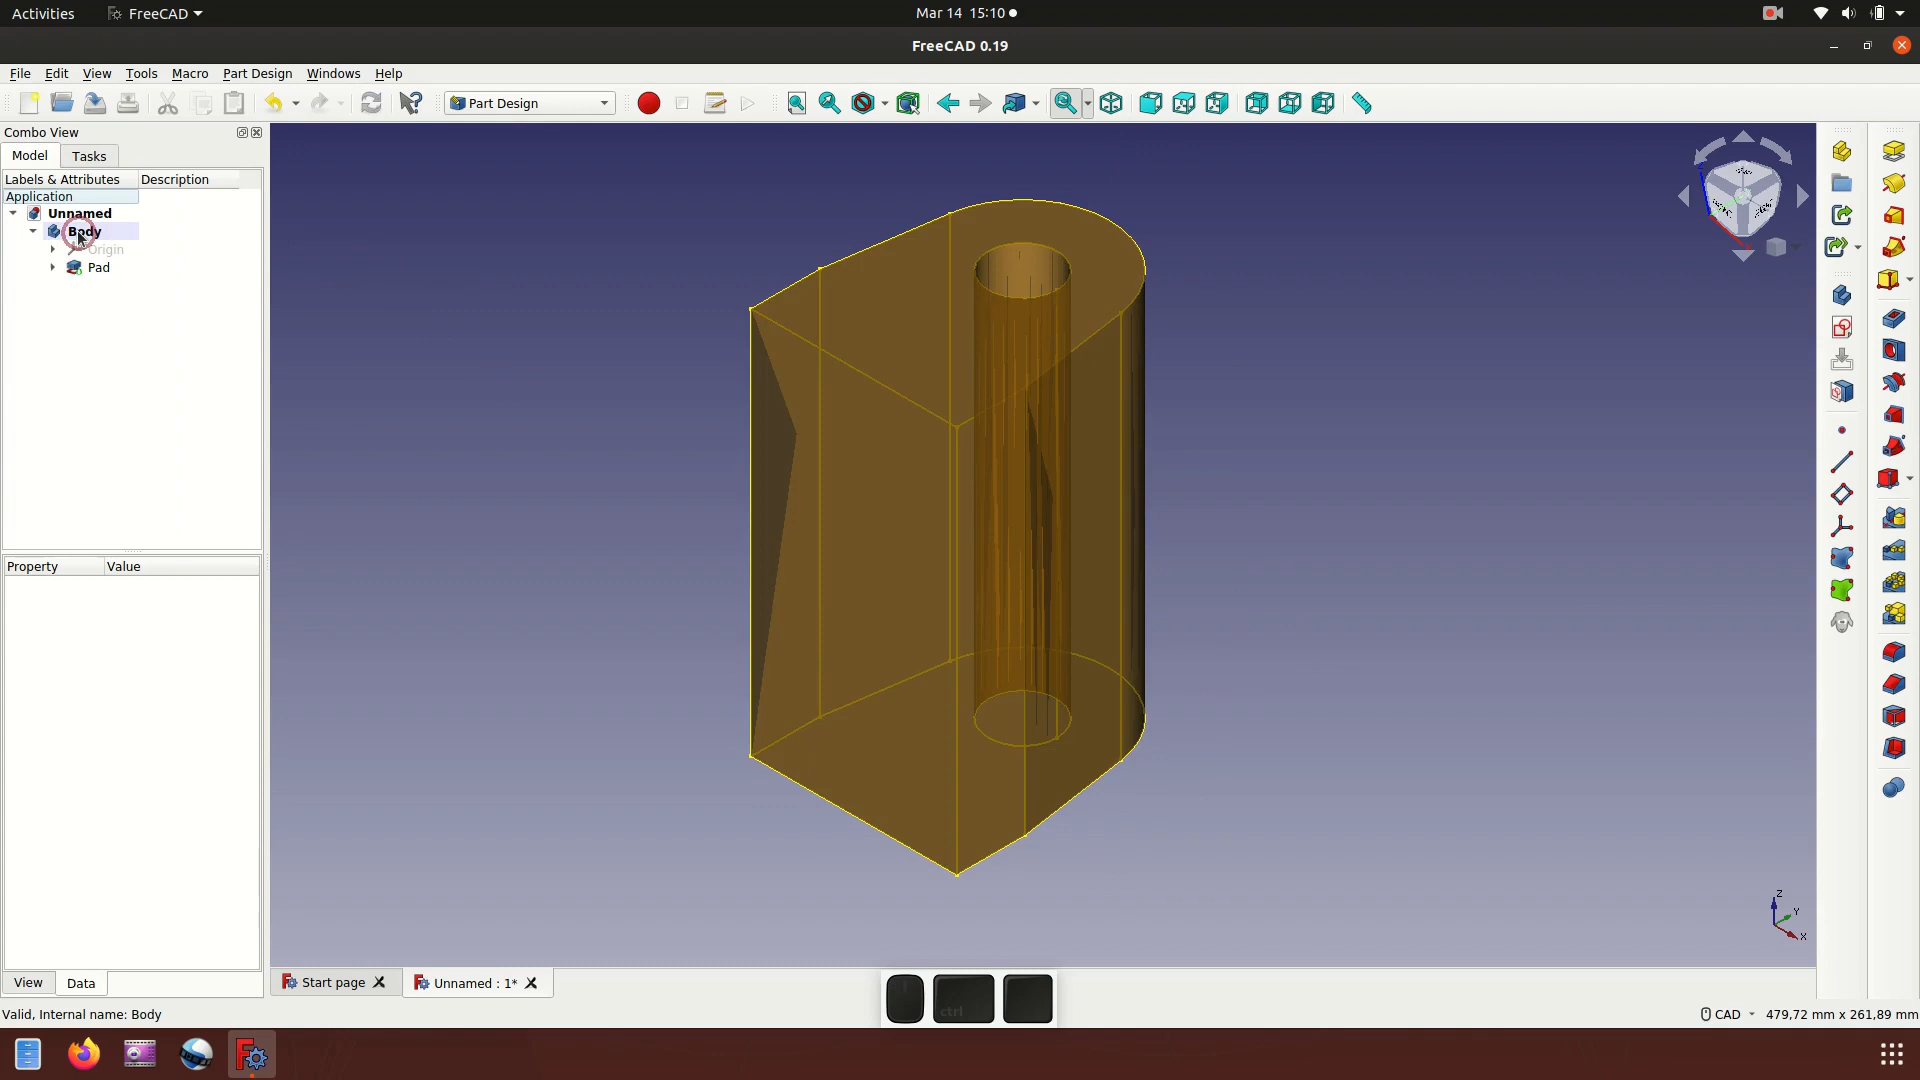 Activities
FreeCAD
Mar 14 15:10
FreeCAD 0.19
File Edit View Tools Macro Part Design Windows Help
Part Design
Combo View
Model Tasks
Labels & Attributes Description
Application
Unnamed
Body
Origin
Pad
Property Value
View Data
Start page
Unnamed : 1*
ctrl
Z
Y
X
Valid, Internal name: Body
CAD
479,72 mm x 261,89 mm